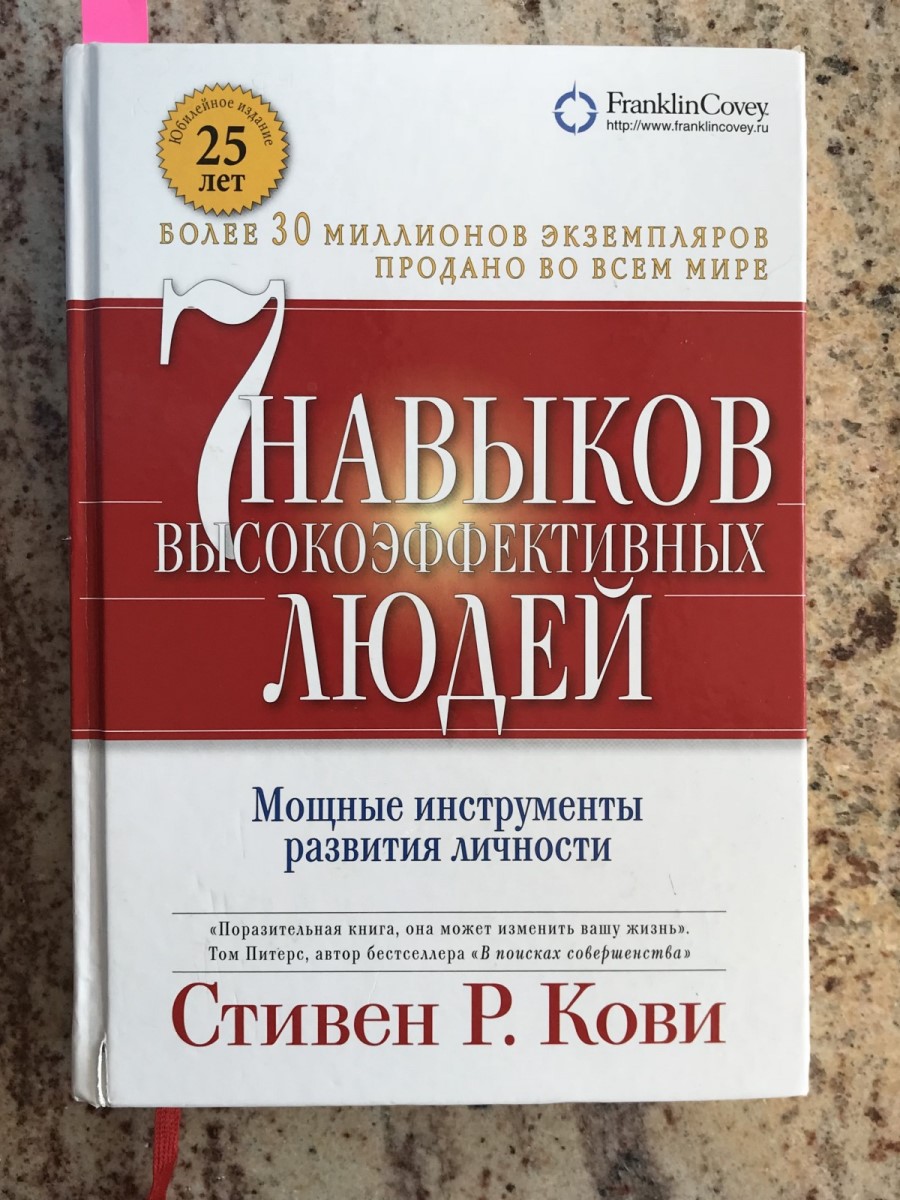 Юбилейное издание
25
лет
FranklinCovey
http://www.franklincovey.ru
БОЛЕЕ 30 МИЛЛИОНОВ ЭКЗЕМПЛЯРОВ
ПРОДАНО ВО ВСЕМ МИРЕ
7 НАВЫКОВ
ВЫСОКОЭФФЕКТИВНЫХ
ЛЮДЕЙ
Мощные инструменты
развития личности
«Поразительная книга, она может изменить вашу жизнь».
Том Питерс, автор бестселлера «В поисках совершенства»
Стивен Р. Кови